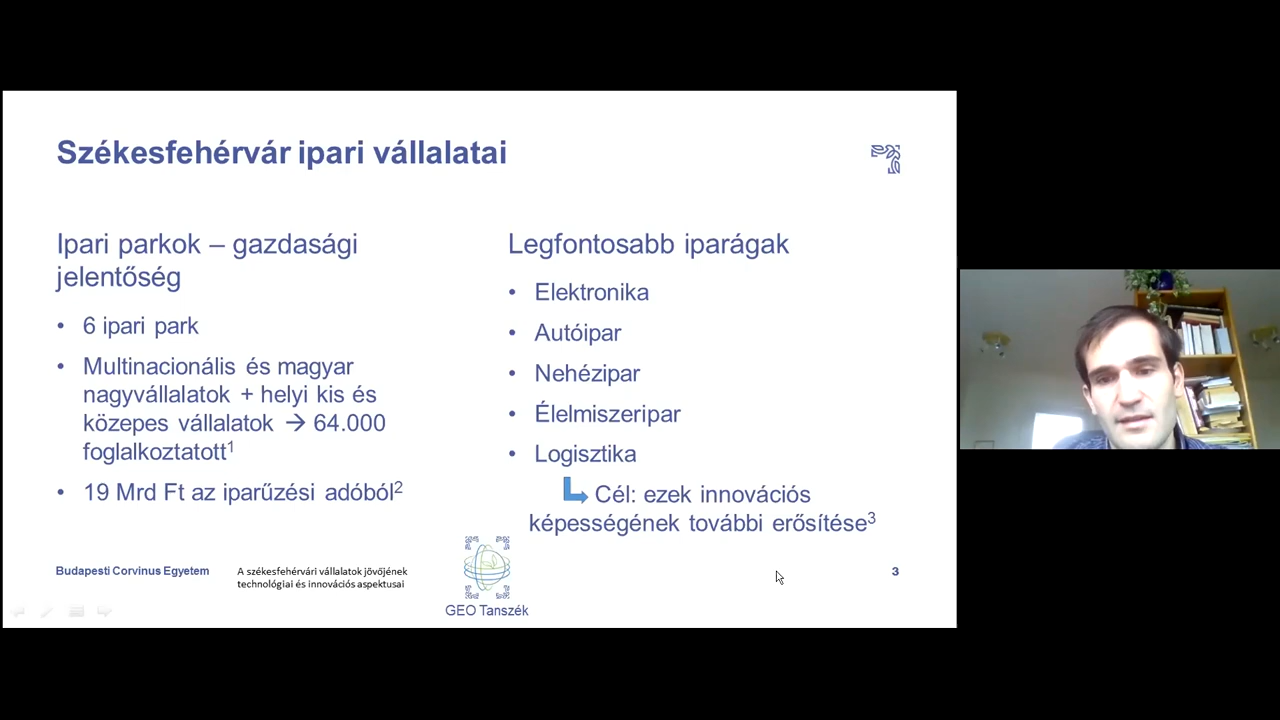 Székesfehérvár ipari vállalatai
Ipari parkok – gazdasági
jelentőség
• 6 ipari park
• Multinacionális és magyar
nagyvállalatok + helyi kis és
közepes vállalatok → 64.000
foglalkoztatott1
• 19 Mrd Ft az iparűzési adóból2
Legfontosabb iparágak
• Elektronika
• Autóipar
• Nehézipar
• Élelmiszeripar
• Logisztika
Cél: ezek innovációs
képességének további erősítése3
Budapesti Corvinus Egyetem
A székesfehérvári vállalatok jövőjének
technológiai és innovációs aspektusai
GEO Tanszék
3